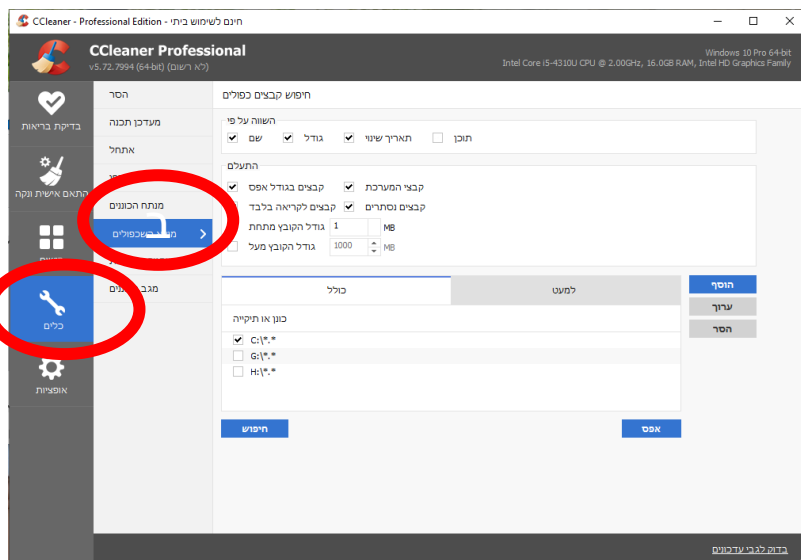 CCleaner - Professional Edition - חינם לשימוש ביתי
CCleaner Professional
v5.72.7994 (64-bit) (לא רשום)
Windows 10 Pro 64-bit
Intel Core i5-4310U CPU @ 2.00GHz, 16.0GB RAM, Intel HD Graphics Family
בדיקת בריאות
התאם אישית ונקה
כלים
אופציות
הסר
מעדכן תכנה
אתחל
מנתח הכוננים
ב
השכפולים
מגב
חיפוש קבצים כפולים
השווה על פי
שם
גודל
תאריך שינוי
תוכן
התעלם
קבצים בגודל אפס
קבצי המערכת
קבצים לקריאה בלבד
קבצים נסתרים
גודל הקובץ מתחת 1 MB
גודל הקובץ מעל 1000 MB
כולל
למעט
כונן או תיקייה
C:\*.*
G:\*.*
H:\*.*
הוסף
ערוך
הסר
חיפוש
אפס
בדוק לגבי עדכונים